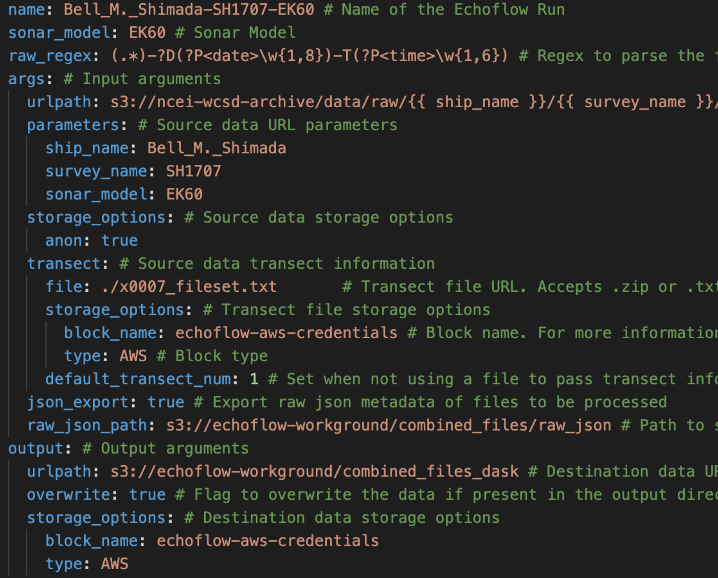 name: Bell_M._Shimada-SH1707-EK60 # Name of the Echoflow Run
sonar_model: EK60 # Sonar Model
raw_regex: (.*)-?D(?P<date>\w{1,8})-T(?P<time>\w{1,6}) # Regex to parse the
args: # Input arguments
  urlpath: s3://ncei-wcsd-archive/data/raw/{{ ship_name }}/{{ survey_name }}/
  parameters: # Source data URL parameters
    ship_name: Bell_M._Shimada
    survey_name: SH1707
    sonar_model: EK60
  storage_options: # Source data storage options
    anon: true
  transect: # Source data transect information
    file: ./x0007_fileset.txt       # Transect file URL. Accepts .zip or .txt
    storage_options: # Transect file storage options
      block_name: echoflow-aws-credentials # Block name. For more information
      type: AWS # Block type
    default_transect_num: 1 # Set when not using a file to pass transect info
  json_export: true # Export raw json metadata of files to be processed
  raw_json_path: s3://echoflow-workground/combined_files/raw_json # Path to s
output: # Output arguments
  urlpath: s3://echoflow-workground/combined_files_dask # Destination data UR
  overwrite: true # Flag to overwrite the data if present in the output direc
  storage_options: # Destination data storage options
    block_name: echoflow-aws-credentials
    type: AWS